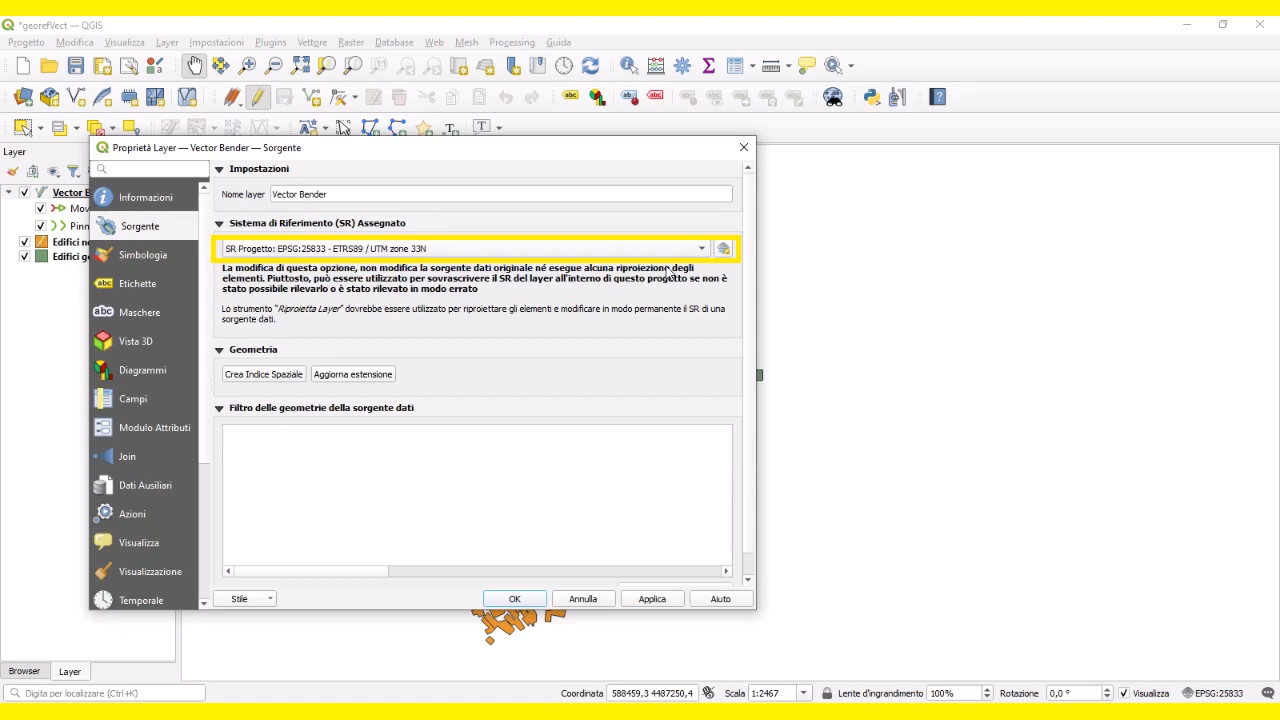 *georefVect — QGIS
Progetto Modifica Visualizza Layer Impostazioni Plugins Vettore Raster Database Web Mesh Processing Guida
Layer
Vector B
Mov
Pinn
Edifici n
Edifici g
Proprietà Layer — Vector Bender — Sorgente
Informazioni
Sorgente
Simbologia
Etichette
Maschere
Vista 3D
Diagrammi
Campi
Modulo Attributi
Join
Dati Ausiliari
Azioni
Visualizza
Visualizzazione
Temporale
Impostazioni
Nome layer Vector Bender
Sistema di Riferimento (SR) Assegnato
SR Progetto: EPSG:25833 - ETRS89 / UTM zone 33N
La modifica di questa opzione, non modifica la sorgente dati originale né esegue alcuna riproiezione degli
elementi. Piuttosto, può essere utilizzato per sovrascrivere il SR del layer all'interno di questo progetto se non è
stato possibile rilevarlo o è stato rilevato in modo errato
Lo strumento "Riproietta Layer" dovrebbe essere utilizzato per riproiettare gli elementi e modificare in modo permanente il SR di una
sorgente dati.
Geometria
Crea Indice Spaziale Aggiorna estensione
Filtro delle geometrie della sorgente dati
Stile OK Annulla Applica Aiuto
Browser Layer
Digita per localizzare (Ctrl+K) Coordinata 588459,3 4487250,4 Scala 1:2467 Lente d'ingrandimento 100% Rotazione 0,0 ° Visualizza EPSG:25833